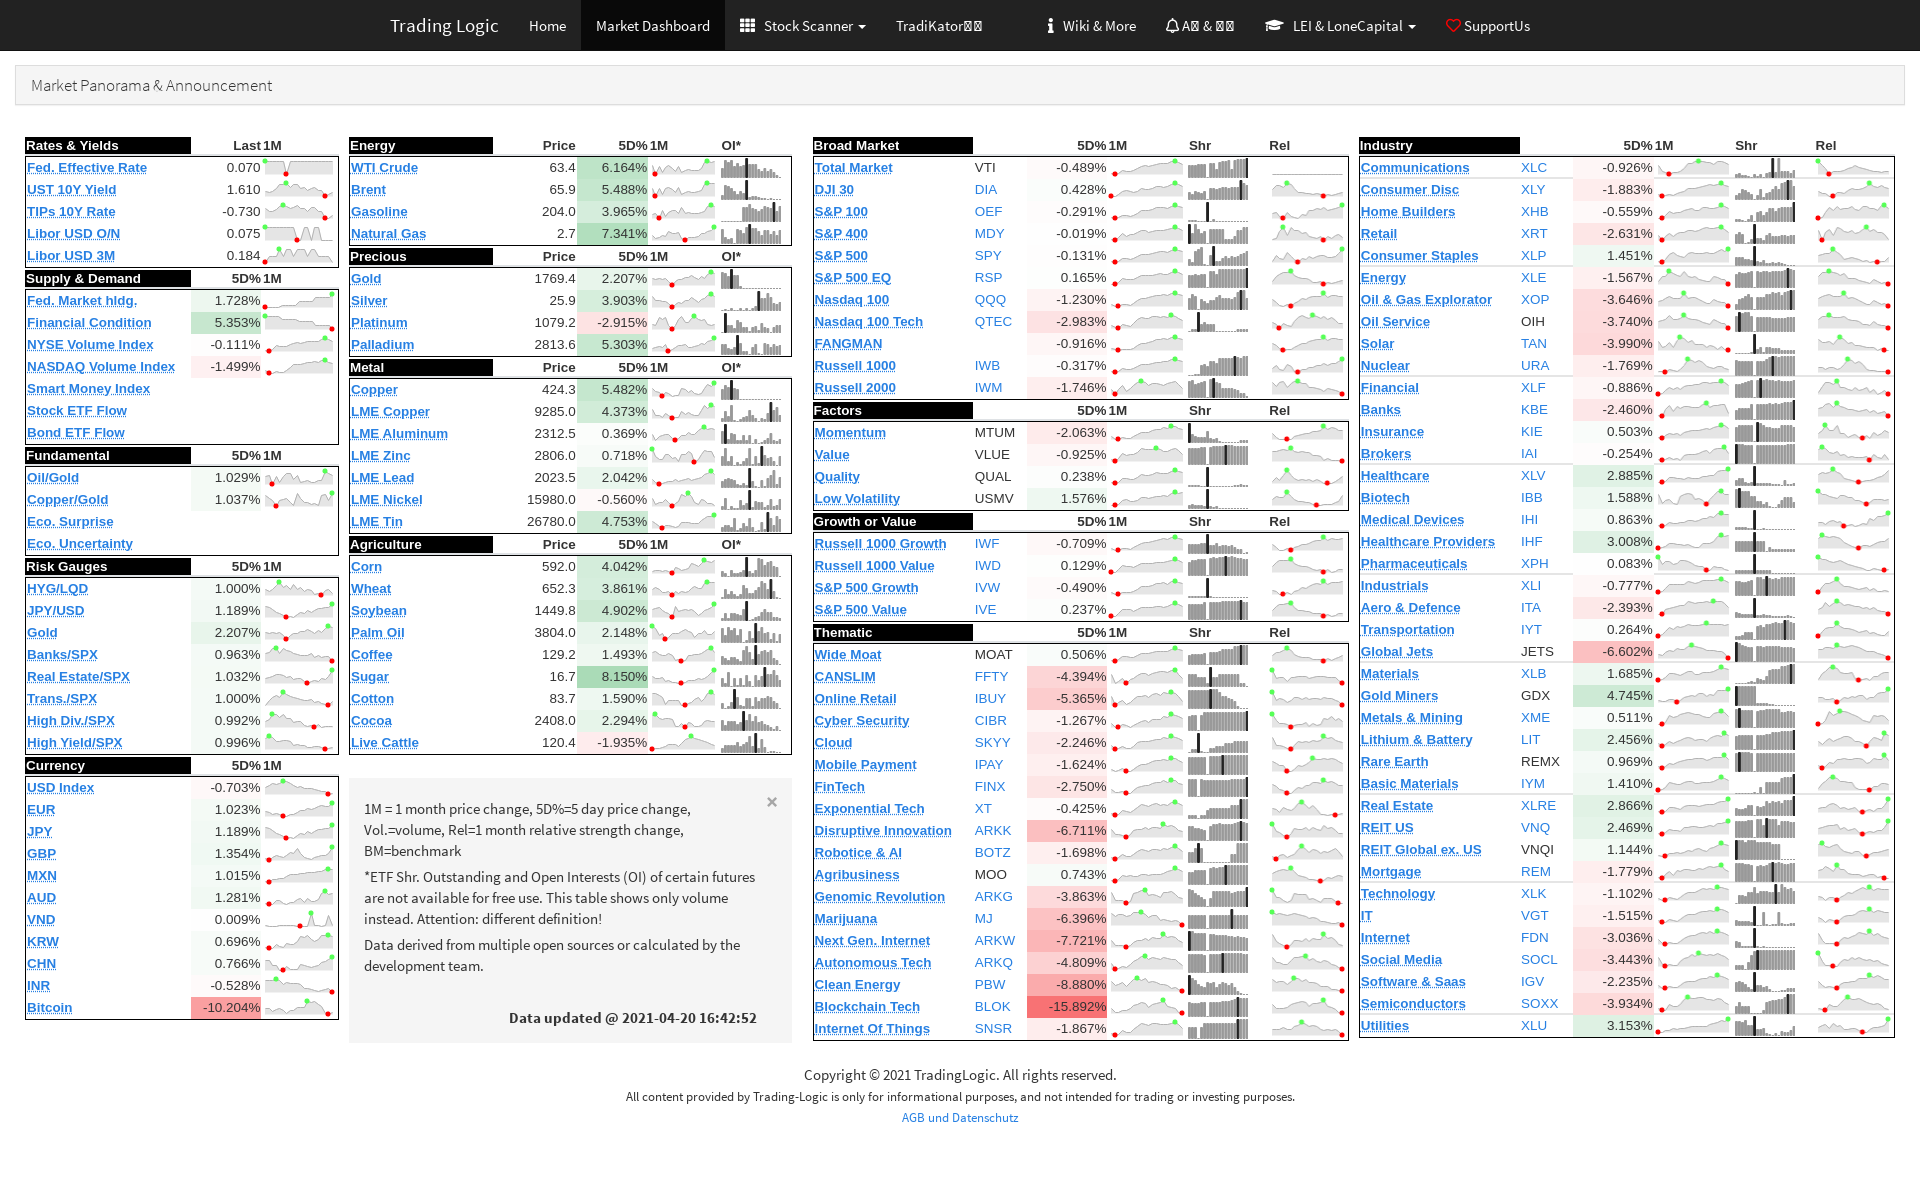 Trading Logic Home Market Dashboard Stock Scanner TradiKator Wiki & More A & LEI & LoneCapital SupportUs
Market Panorama & Announcement
Rates & Yields Last 1M
Fed. Effective Rate 0.070
UST 10Y Yield 1.610
TIPs 10Y Rate -0.730
Libor USD O/N 0.075
Libor USD 3M 0.184
Supply & Demand 5D% 1M
Fed. Market hldg. 1.728%
Financial Condition 5.353%
NYSE Volume Index -0.111%
NASDAQ Volume Index -1.499%
Smart Money Index
Stock ETF Flow
Bond ETF Flow
Fundamental 5D% 1M
Oil/Gold 1.029%
Copper/Gold 1.037%
Eco. Surprise
Eco. Uncertainty
Risk Gauges 5D% 1M
HYG/LQD 1.000%
JPY/USD 1.189%
Gold 2.207%
Banks/SPX 0.963%
Real Estate/SPX 1.032%
Trans./SPX 1.000%
High Div./SPX 0.992%
High Yield/SPX 0.996%
Currency 5D% 1M
USD Index -0.703%
EUR 1.023%
JPY 1.189%
GBP 1.354%
MXN 1.015%
AUD 1.281%
VND 0.009%
KRW 0.696%
CHN 0.766%
INR -0.528%
Bitcoin -10.204%
Energy Price 5D% 1M OI*
WTI Crude 63.4 6.164%
Brent 65.9 5.488%
Gasoline 204.0 3.965%
Natural Gas 2.7 7.341%
Precious Price 5D% 1M OI*
Gold 1769.4 2.207%
Silver 25.9 3.903%
Platinum 1079.2 -2.915%
Palladium 2813.6 5.303%
Metal Price 5D% 1M OI*
Copper 424.3 5.482%
LME Copper 9285.0 4.373%
LME Aluminum 2312.5 0.369%
LME Zinc 2806.0 0.718%
LME Lead 2023.5 2.042%
LME Nickel 15980.0 -0.560%
LME Tin 26780.0 4.753%
Agriculture Price 5D% 1M OI*
Corn 592.0 4.042%
Wheat 652.3 3.861%
Soybean 1449.8 4.902%
Palm Oil 3804.0 2.148%
Coffee 129.2 1.493%
Sugar 16.7 8.150%
Cotton 83.7 1.590%
Cocoa 2408.0 2.294%
Live Cattle 120.4 -1.935%
×
1M = 1 month price change, 5D%=5 day price change,
Vol.=volume, Rel=1 month relative strength change,
BM=benchmark
*ETF Shr. Outstanding and Open Interests (OI) of certain futures
are not available for free use. This table shows only volume
instead. Attention: different definition!
Data derived from multiple open sources or calculated by the
development team.
Data updated @ 2021-04-20 16:42:52
Broad Market 5D% 1M Shr Rel
Total Market VTI -0.489%
DJI 30 DIA 0.428%
S&P 100 OEF -0.291%
S&P 400 MDY -0.019%
S&P 500 SPY -0.131%
S&P 500 EQ RSP 0.165%
Nasdaq 100 QQQ -1.230%
Nasdaq 100 Tech QTEC -2.983%
FANGMAN -0.916%
Russell 1000 IWB -0.317%
Russell 2000 IWM -1.746%
Factors 5D% 1M Shr Rel
Momentum MTUM -2.063%
Value VLUE -0.925%
Quality QUAL 0.238%
Low Volatility USMV 1.576%
Growth or Value 5D% 1M Shr Rel
Russell 1000 Growth IWF -0.709%
Russell 1000 Value IWD 0.129%
S&P 500 Growth IVW -0.490%
S&P 500 Value IVE 0.237%
Thematic 5D% 1M Shr Rel
Wide Moat MOAT 0.506%
CANSLIM FFTY -4.394%
Online Retail IBUY -5.365%
Cyber Security CIBR -1.267%
Cloud SKYY -2.246%
Mobile Payment IPAY -1.624%
FinTech FINX -2.750%
Exponential Tech XT -0.425%
Disruptive Innovation ARKK -6.711%
Robotice & AI BOTZ -1.698%
Agribusiness MOO 0.743%
Genomic Revolution ARKG -3.863%
Marijuana MJ -6.396%
Next Gen. Internet ARKW -7.721%
Autonomous Tech ARKQ -4.809%
Clean Energy PBW -8.880%
Blockchain Tech BLOK -15.892%
Internet Of Things SNSR -1.867%
Industry 5D% 1M Shr Rel
Communications XLC -0.926%
Consumer Disc XLY -1.883%
Home Builders XHB -0.559%
Retail XRT -2.631%
Consumer Staples XLP 1.451%
Energy XLE -1.567%
Oil & Gas Explorator XOP -3.646%
Oil Service OIH -3.740%
Solar TAN -3.990%
Nuclear URA -1.769%
Financial XLF -0.886%
Banks KBE -2.460%
Insurance KIE 0.503%
Brokers IAI -0.254%
Healthcare XLV 2.885%
Biotech IBB 1.588%
Medical Devices IHI 0.863%
Healthcare Providers IHF 3.008%
Pharmaceuticals XPH 0.083%
Industrials XLI -0.777%
Aero & Defence ITA -2.393%
Transportation IYT 0.264%
Global Jets JETS -6.602%
Materials XLB 1.685%
Gold Miners GDX 4.745%
Metals & Mining XME 0.511%
Lithium & Battery LIT 2.456%
Rare Earth REMX 0.969%
Basic Materials IYM 1.410%
Real Estate XLRE 2.866%
REIT US VNQ 2.469%
REIT Global ex. US VNQI 1.144%
Mortgage REM -1.779%
Technology XLK -1.102%
IT VGT -1.515%
Internet FDN -3.036%
Social Media SOCL -3.443%
Software & Saas IGV -2.235%
Semiconductors SOXX -3.934%
Utilities XLU 3.153%
Copyright © 2021 TradingLogic. All rights reserved.
All content provided by Trading-Logic is only for informational purposes, and not intended for trading or investing purposes.
AGB und Datenschutz